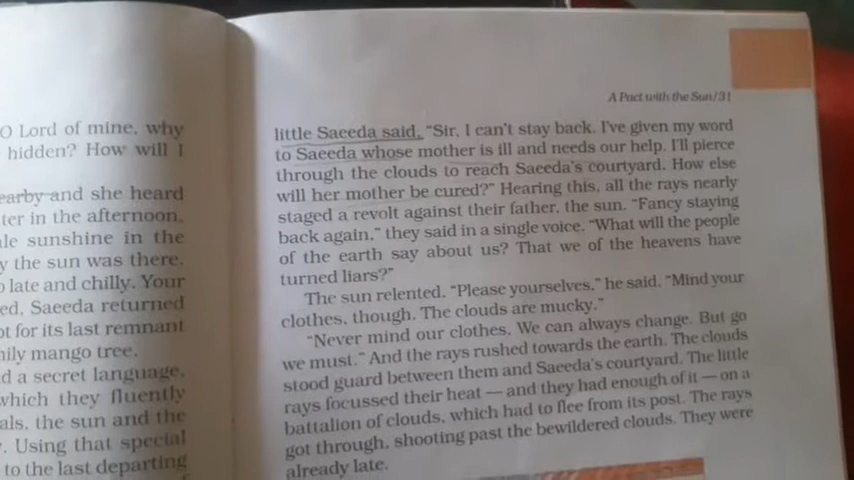 O Lord of mine, why
hidden? How will I
nearby and she heard
ter in the afternoon,
le sunshine in the
y the sun was there.
late and chilly. Your
ed, Saeeda returned
t for its last remnant
ily mango tree.
d a secret language,
which they fluently
als, the sun and the
. Using that special
to the last departing
A Pact with the Sun/31
little Saeeda said, “Sir, I can't stay back. I've given my word
to Saeeda whose mother is ill and needs our help. I'll pierce
through the clouds to reach Saeeda's courtyard. How else
will her mother be cured?” Hearing this, all the rays nearly
staged a revolt against their father, the sun. “Fancy staying
back again,” they said in a single voice. “What will the people
of the earth say about us? That we of the heavens have
turned liars?”
The sun relented. “Please yourselves,” he said. “Mind your
clothes, though. The clouds are mucky.”
“Never mind our clothes. We can always change. But go
we must.” And the rays rushed towards the earth. The clouds
stood guard between them and Saeeda's courtyard. The little
rays focussed their heat — and they had enough of it — on a
battalion of clouds, which had to flee from its post. The rays
got through, shooting past the bewildered clouds. They were
already late.